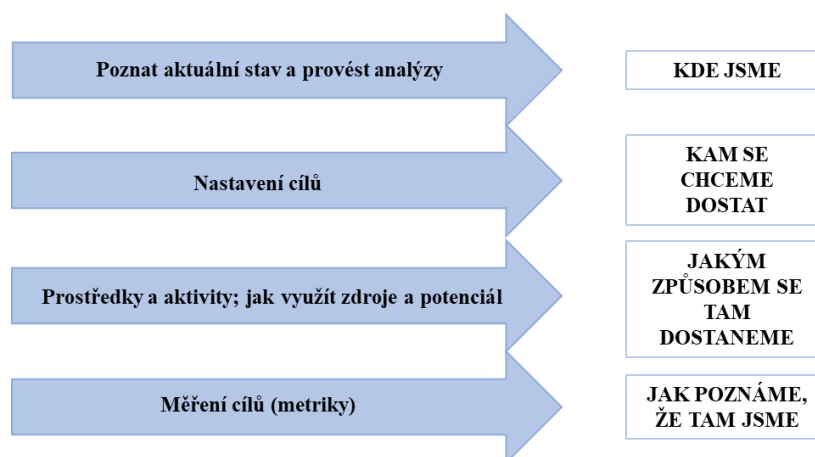 Poznat aktuální stav a provést analýzy
KDE JSME
Nastavení cílů
KAM SE
CHCEME
DOSTAT
Prostředky a aktivity; jak využít zdroje a potenciál
JAKÝM
ZPŮSOBEM SE
TAM
DOSTANEME
Měření cílů (metriky)
JAK POZNÁME,
ŽE TAM JSME